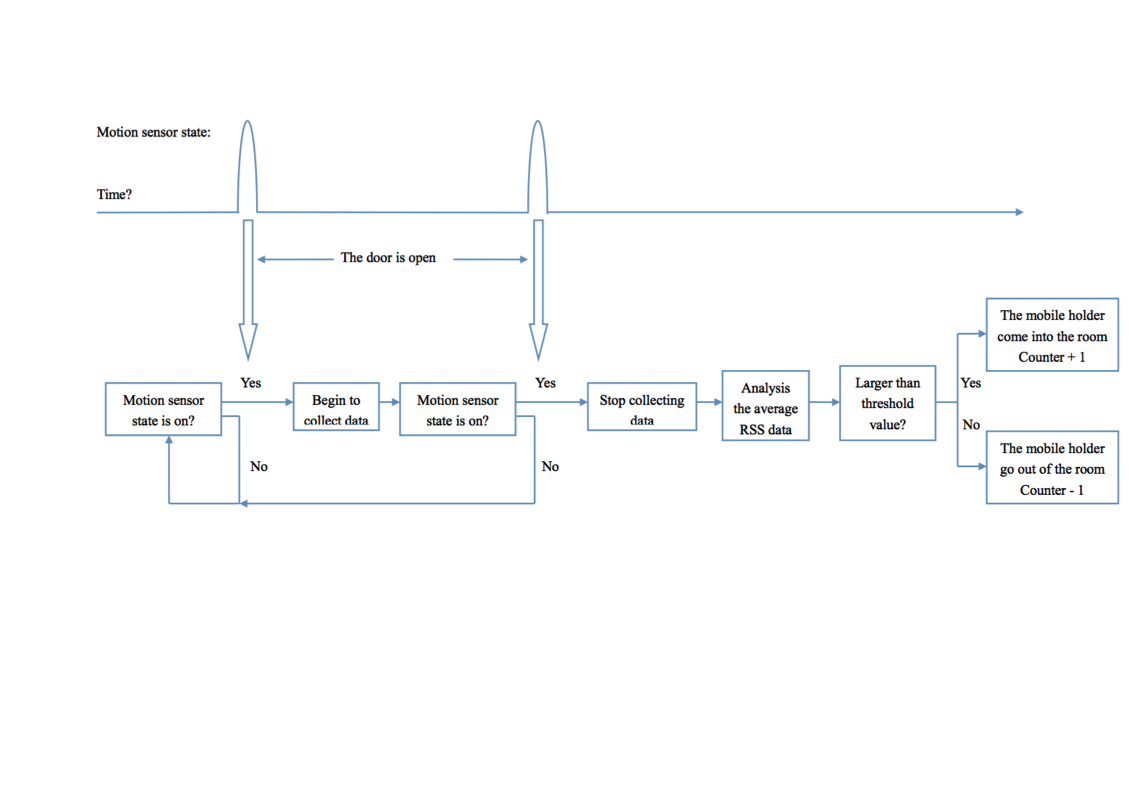 Motion sensor state:
Time?
The door is open
Motion sensor
state is on?
Yes
No
Begin to
collect data
Motion sensor
state is on?
Yes
No
Stop collecting
data
Analysis
the average
RSS data
Larger than
threshold
value?
Yes
No
The mobile holder
come into the room
Counter + 1
The mobile holder
go out of the room
Counter - 1